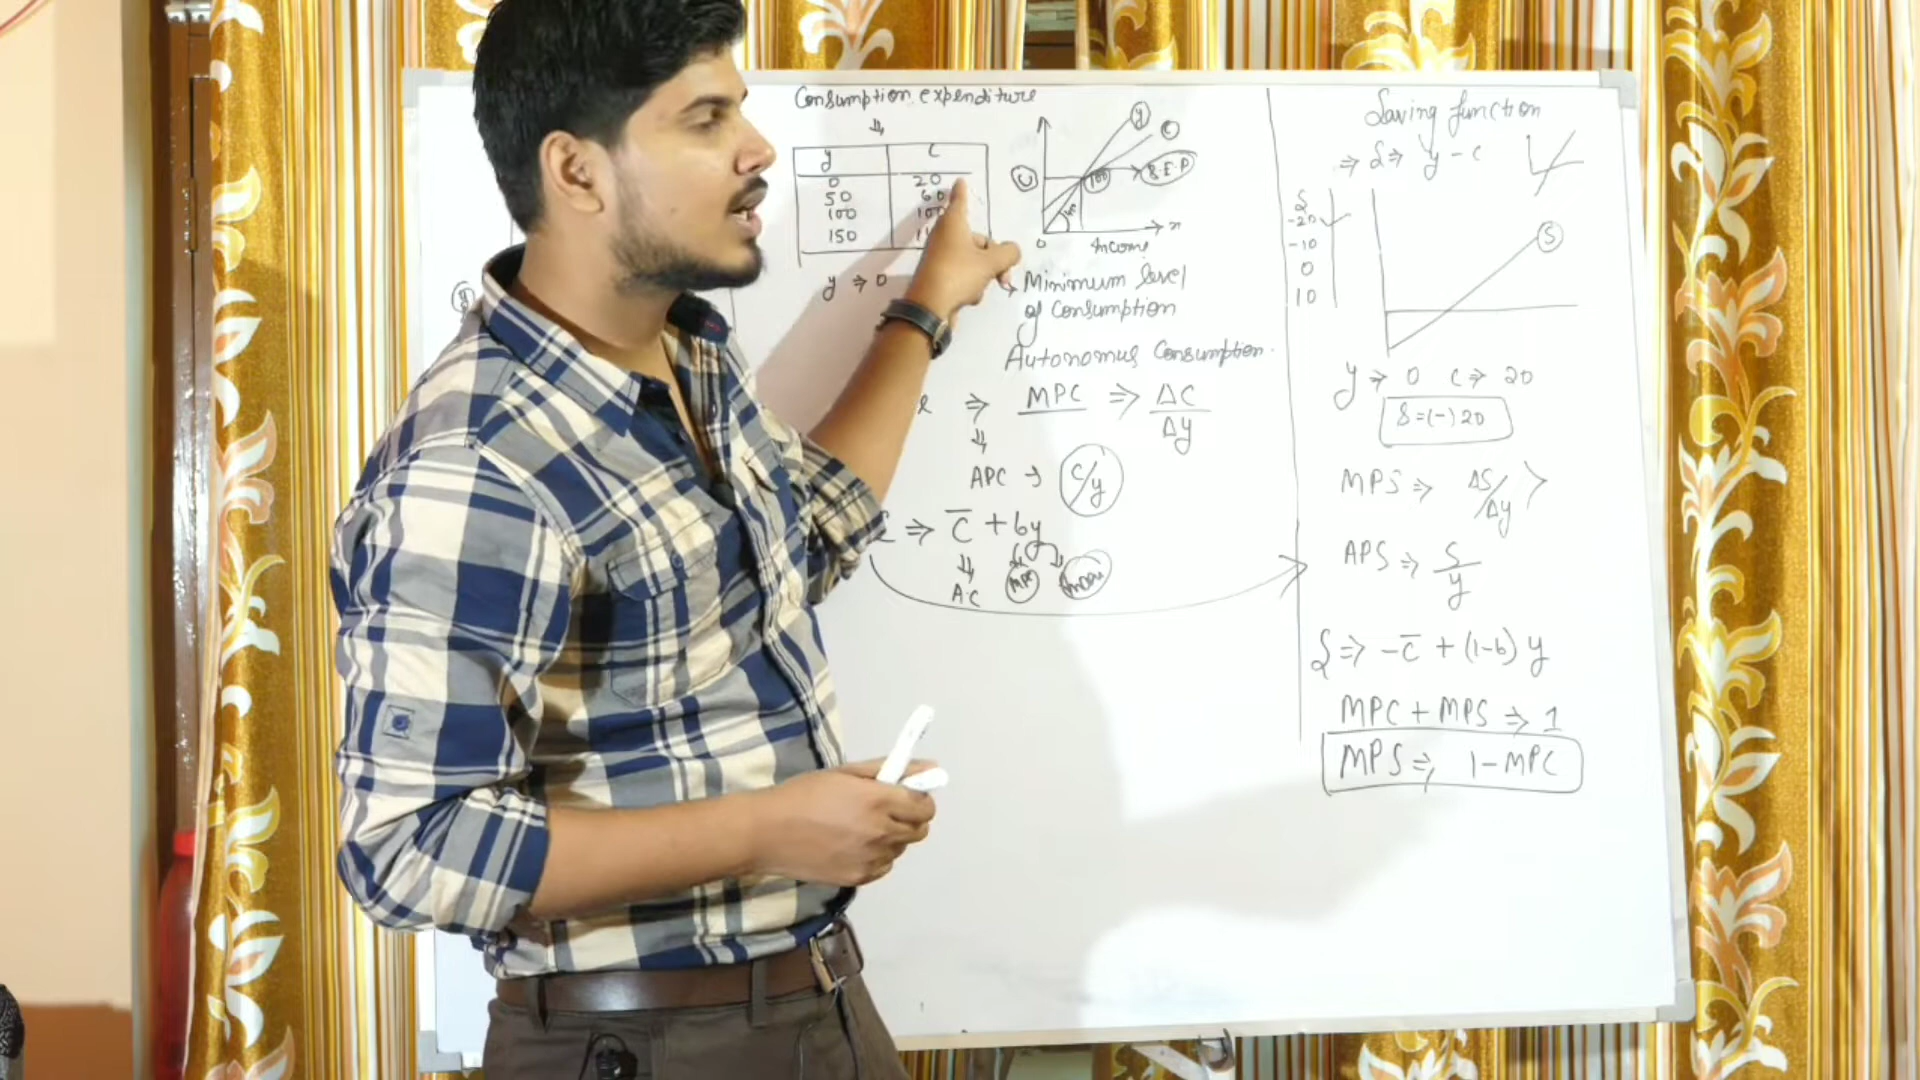 Consumption expenditure
y C
0 20
50 60
100 100
150
y ⇒ 0
y
C
100
B.E.P
0 Income x
Minimum level
of Consumption
Autonomus Consumption.
⇒ MPC ⇒ ΔC/Δy
APC → C/y
⇒ C̄ + by
A.C MPC
Saving function
⇒ S ⇒ y - c
S
-20
-10
0
10
S
y ⇒ 0 C ⇒ 20
S = (-) 20
MPS ⇒ ΔS/Δy
APS ⇒ S/y
S ⇒ -C̄ + (1-b) y
MPC + MPS ⇒ 1
MPS ⇒ 1 - MPC